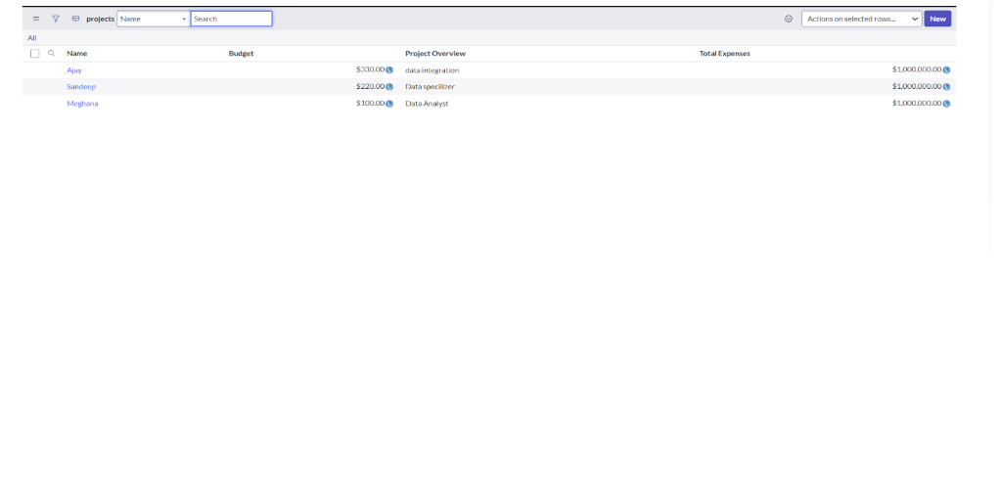 projects Name Search Actions on selected rows... New
All
Name Budget Project Overview Total Expenses
Ajay $330.00 data integration $1,000,000.00
Sandeep $220.00 Data specilizer $1,000,000.00
Meghana $100.00 Data Analyst $1,000,000.00